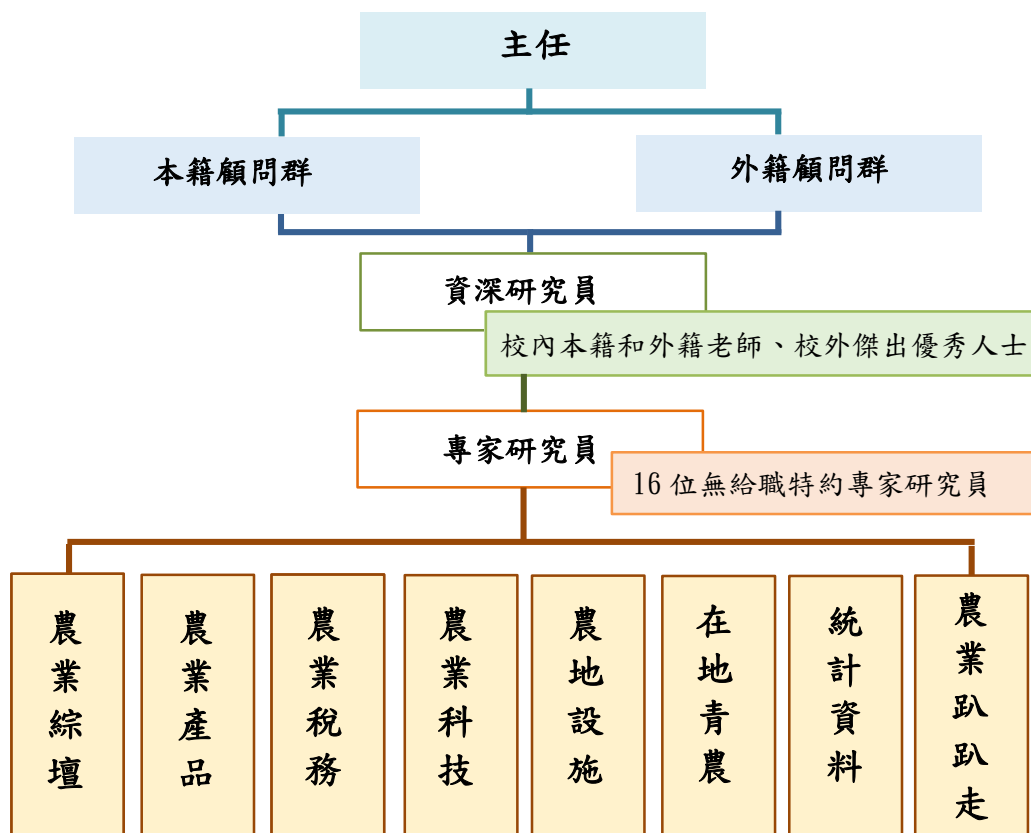 主任
本籍顧問群
外籍顧問群
資深研究員
校內本籍和外籍老師、校外傑出優秀人士
專家研究員
16位無給職特約專家研究員
農業綜壇
農業產品
農業稅務
農業科技
農地設施
在地青農
統計資料
農業趴趴走